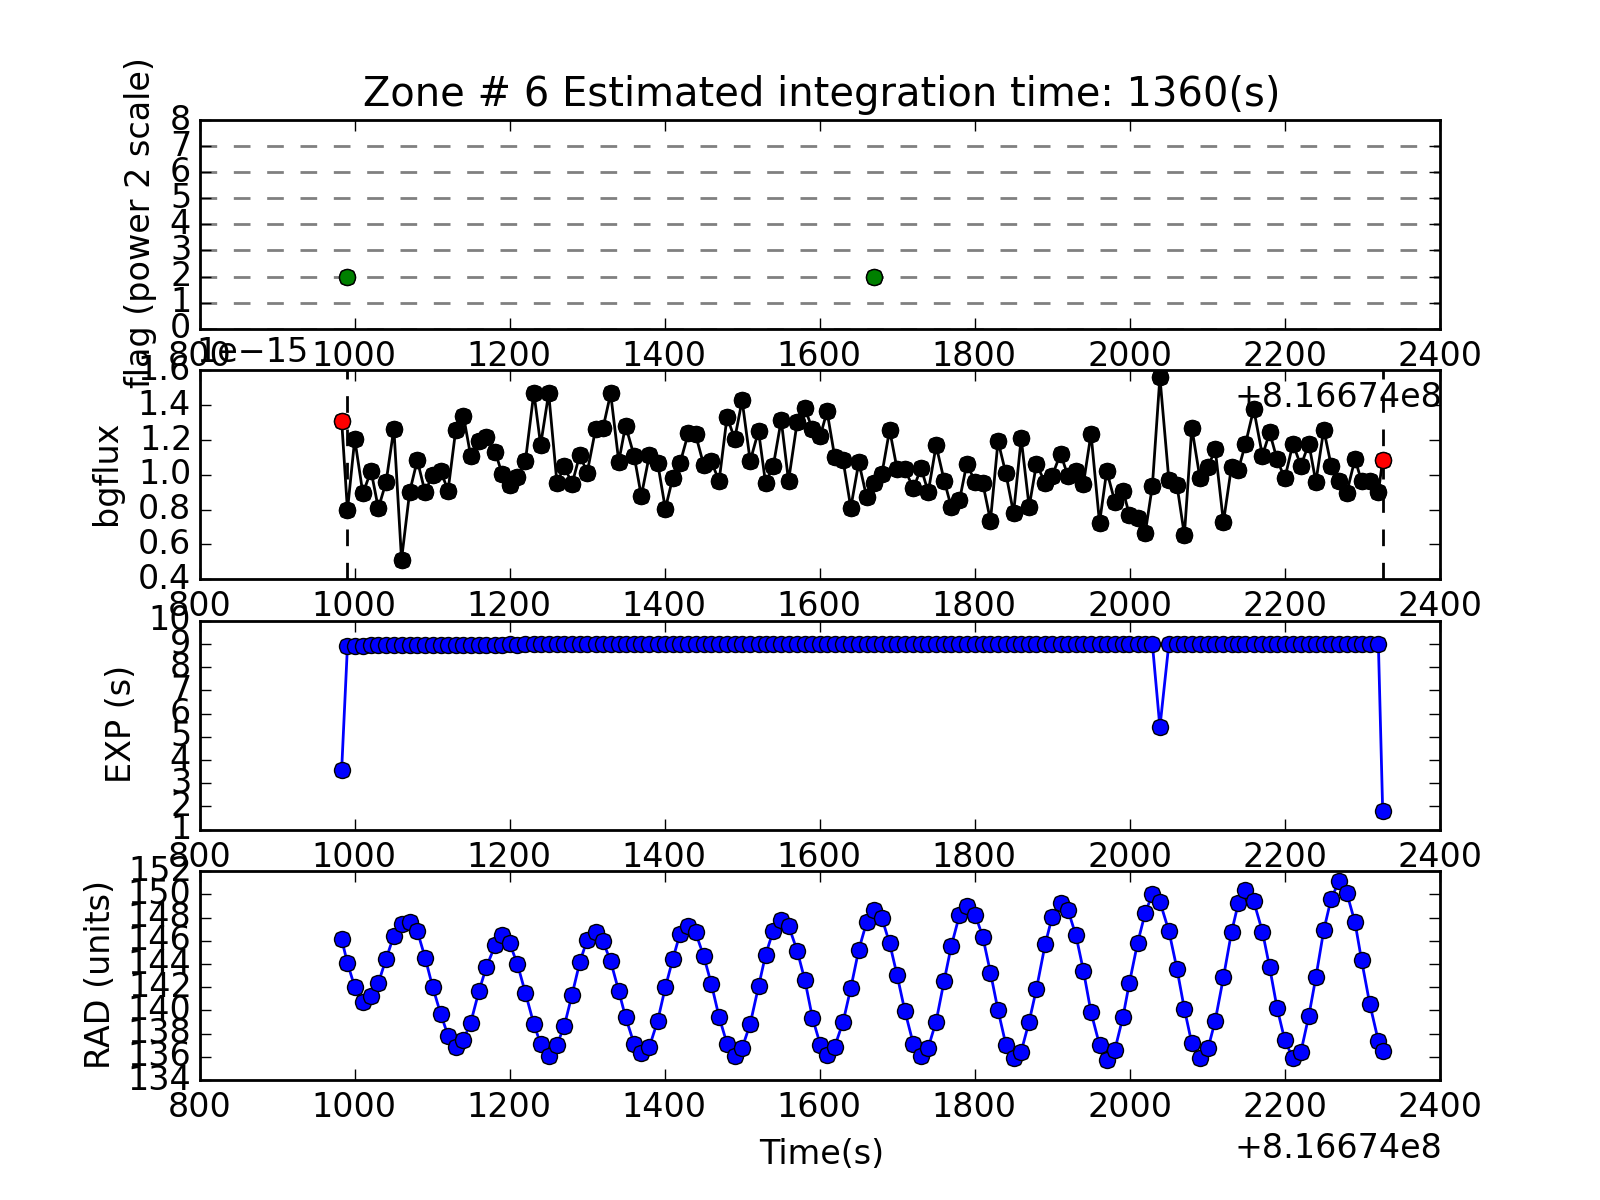 Zone # 6 Estimated integration time: 1360(s)
flag (power 2 scale)
8
7
6
5
4
3
2
1
0
800 1000 1200 1400 1600 1800 2000 2200 2400
1e−15
+8.16674e8
bgflux
1.6
1.4
1.2
1.0
0.8
0.6
0.4
800 1000 1200 1400 1600 1800 2000 2200 2400
EXP (s)
10
9
8
7
6
5
4
3
2
1
800 1000 1200 1400 1600 1800 2000 2200 2400
RAD (units)
152
150
148
146
144
142
140
138
136
134
800 1000 1200 1400 1600 1800 2000 2200 2400
Time(s)
+8.16674e8